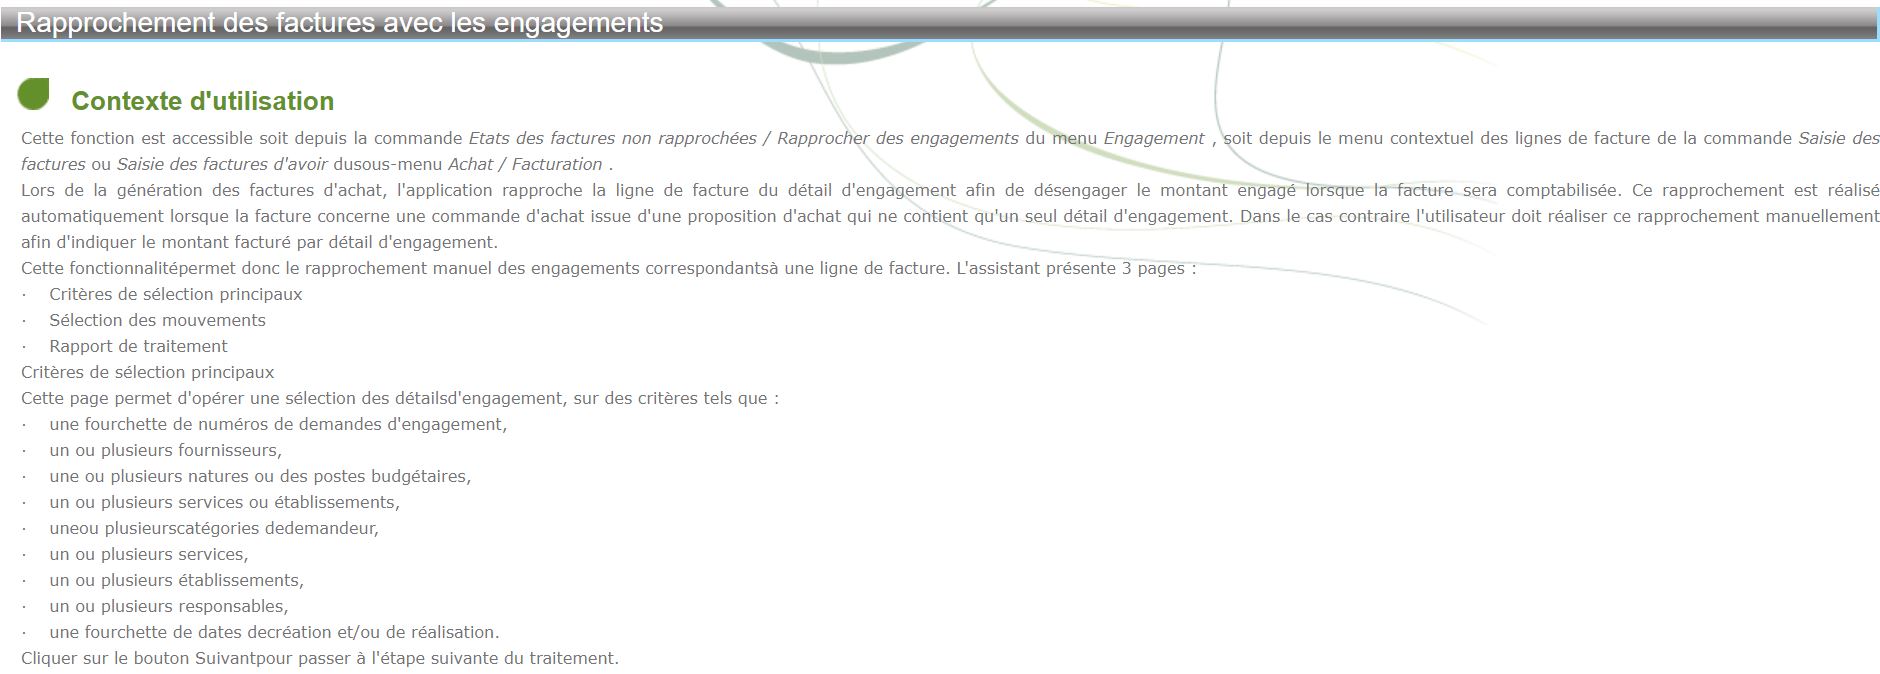 Rapprochement des factures avec les engagements
Contexte d'utilisation
Cette fonction est accessible soit depuis la commande Etats des factures non rapprochées / Rapprocher des engagements du menu Engagement , soit depuis le menu contextuel des lignes de facture de la commande Saisie des
factures ou Saisie des factures d'avoir dusous-menu Achat / Facturation .
Lors de la génération des factures d'achat, l'application rapproche la ligne de facture du détail d'engagement afin de désengager le montant engagé lorsque la facture sera comptabilisée. Ce rapprochement est réalisé
automatiquement lorsque la facture concerne une commande d'achat issue d'une proposition d'achat qui ne contient qu'un seul détail d'engagement. Dans le cas contraire l'utilisateur doit réaliser ce rapprochement manuellement
afin d'indiquer le montant facturé par détail d'engagement.
Cette fonctionnalitépermet donc le rapprochement manuel des engagements correspondantsà une ligne de facture. L'assistant présente 3 pages :
· Critères de sélection principaux
· Sélection des mouvements
· Rapport de traitement
Critères de sélection principaux
Cette page permet d'opérer une sélection des détailsd'engagement, sur des critères tels que :
· une fourchette de numéros de demandes d'engagement,
· un ou plusieurs fournisseurs,
· une ou plusieurs natures ou des postes budgétaires,
· un ou plusieurs services ou établissements,
· uneou plusieurscatégories dedemandeur,
· un ou plusieurs services,
· un ou plusieurs établissements,
· un ou plusieurs responsables,
· une fourchette de dates decréation et/ou de réalisation.
Cliquer sur le bouton Suivantpour passer à l'étape suivante du traitement.